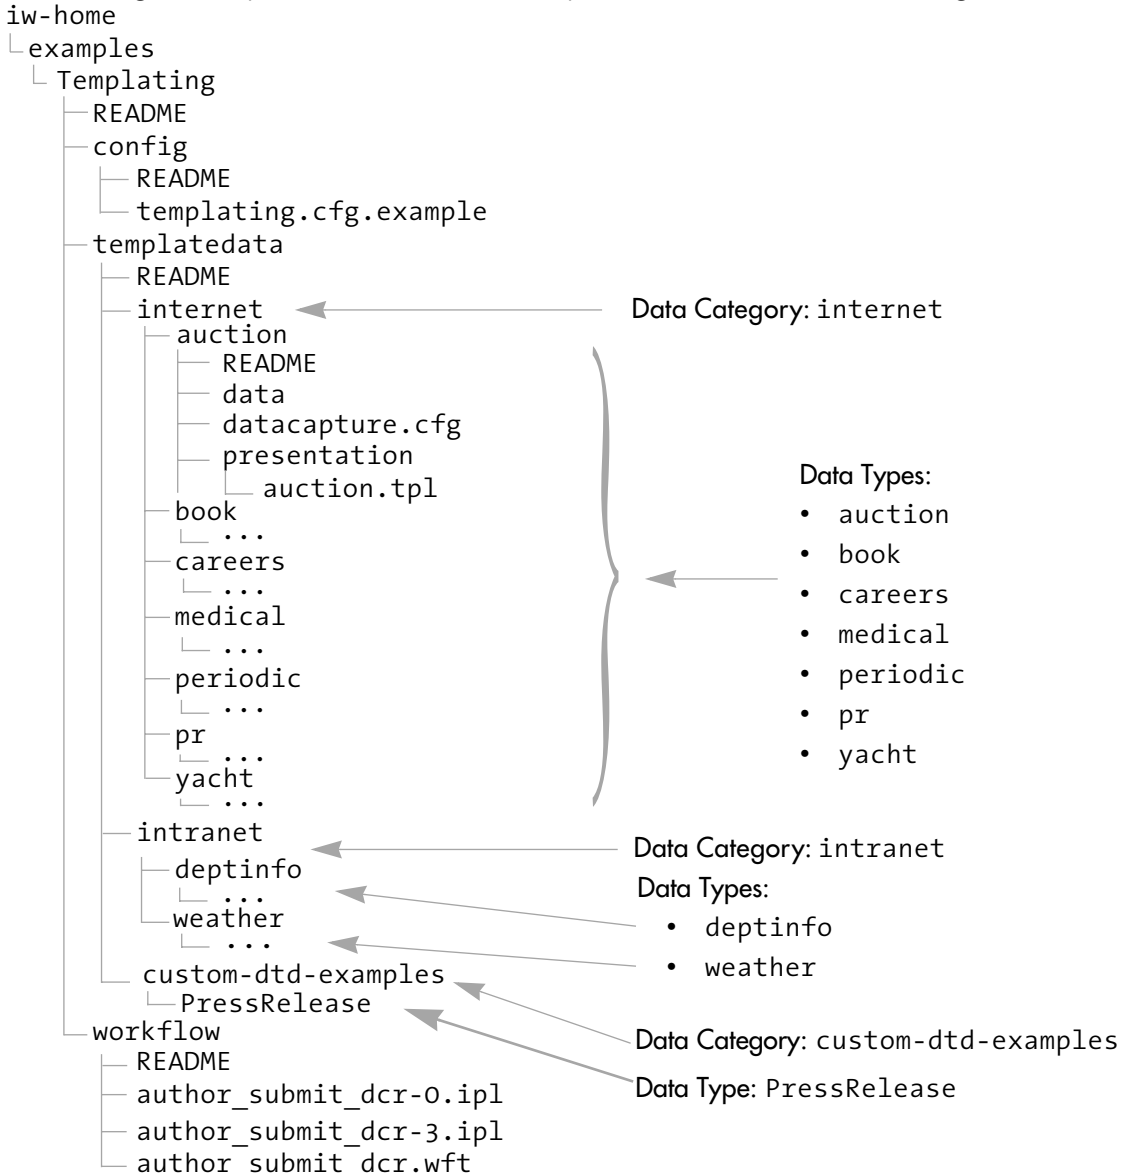 iw-home
examples
Templating
README
config
README
templating.cfg.example
templatedata
README
internet
Data Category: internet
auction
README
data
datacapture.cfg
presentation
auction.tpl
book
...
careers
...
medical
...
periodic
...
pr
...
yacht
...
Data Types:
• auction
• book
• careers
• medical
• periodic
• pr
• yacht
intranet
Data Category: intranet
deptinfo
...
weather
...
Data Types:
• deptinfo
• weather
custom-dtd-examples
PressRelease
Data Category: custom-dtd-examples
Data Type: PressRelease
workflow
README
author_submit_dcr-0.ipl
author_submit_dcr-3.ipl
author_submit_dcr.wft